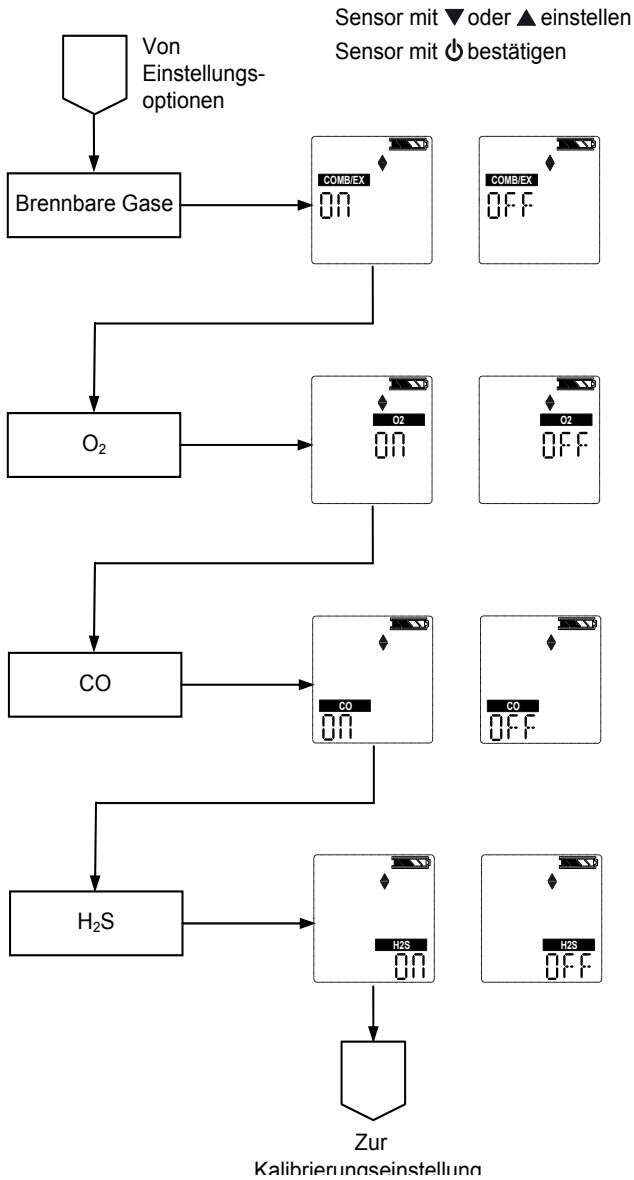 Sensor mit ▼ oder ▲ einstellen
Sensor mit ⏻ bestätigen
Von
Einstellungs-
optionen
Brennbare Gase
COMB/EX
ON
COMB/EX
OFF
O₂
O2
ON
O2
OFF
CO
CO
ON
CO
OFF
H₂S
H2S
ON
H2S
OFF
Zur
Kalibrierungseinstellung